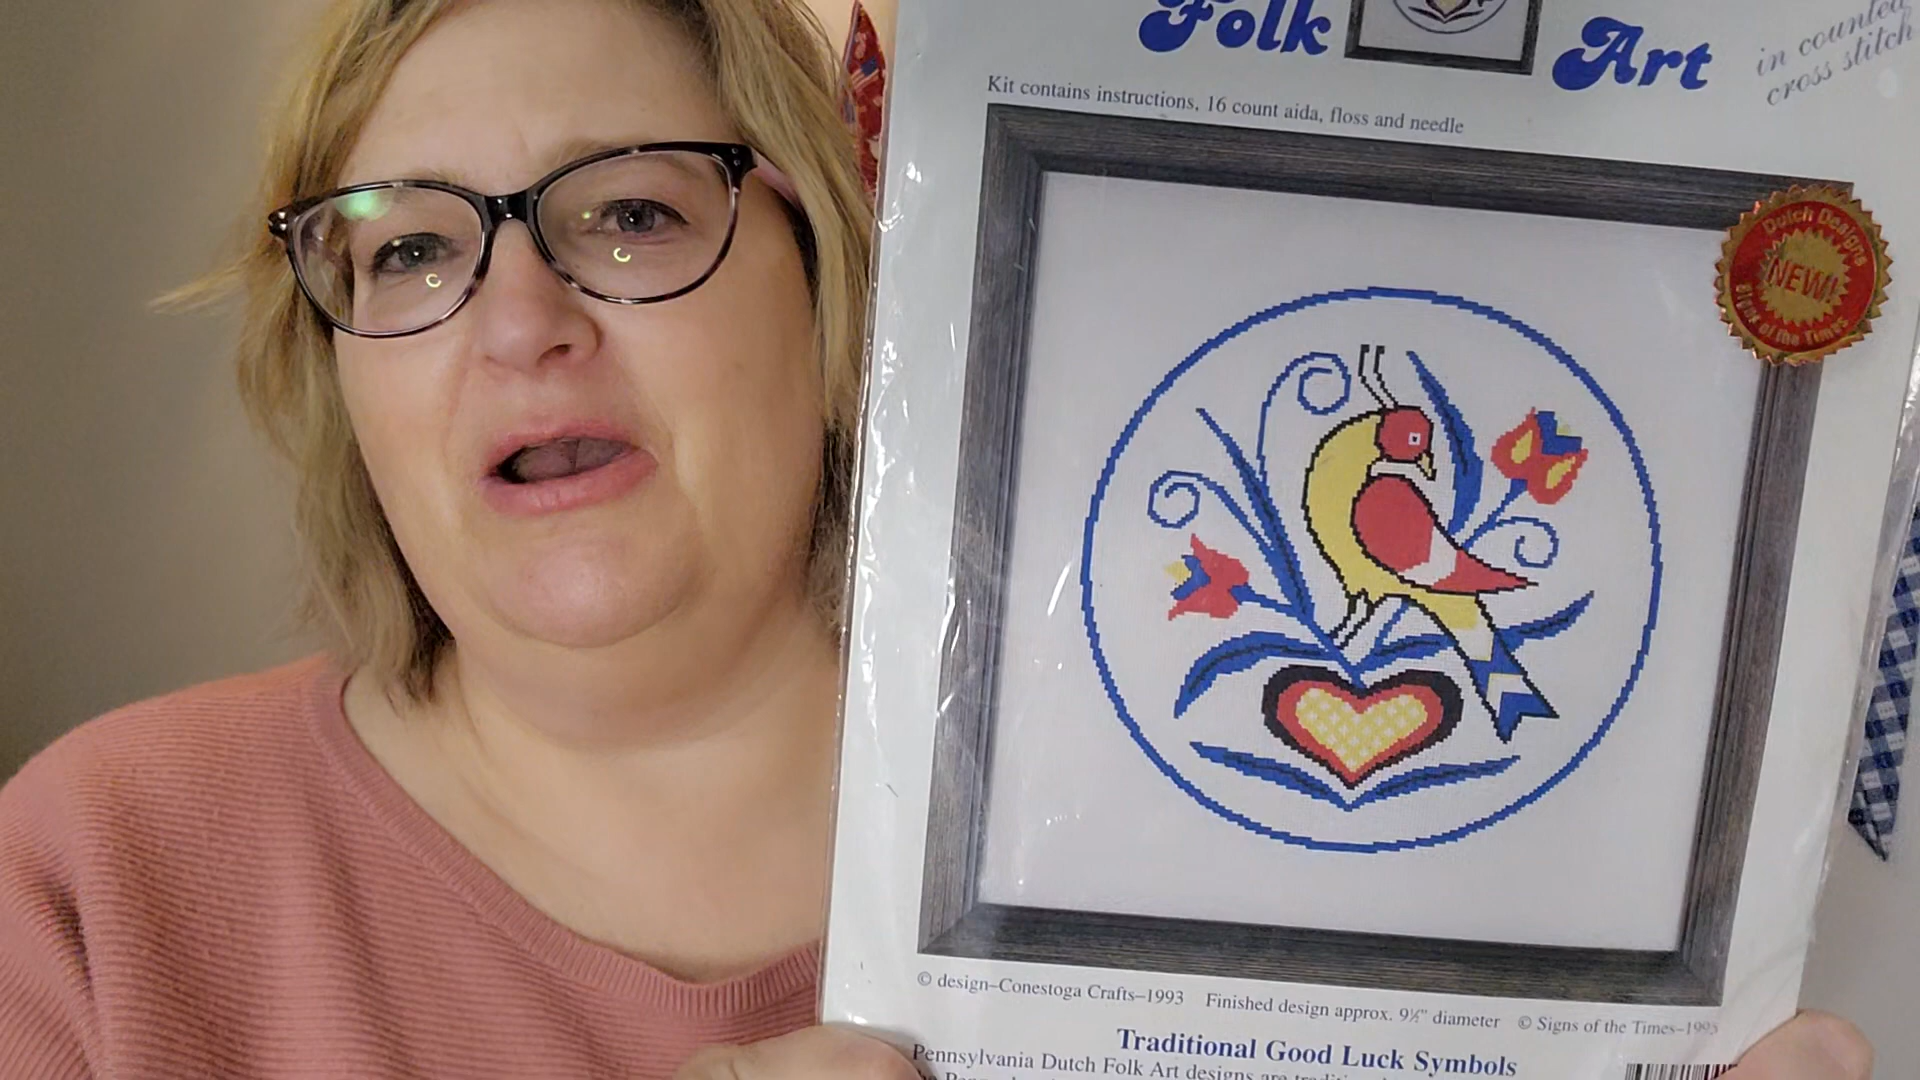 Folk Art
in counted
cross stitch
Kit contains instructions, 16 count aida, floss and needle
Dutch Designs
NEW!
Signs of the Times
© design–Conestoga Crafts–1993 Finished design approx. 9½" diameter © Signs of the Times–1993
Traditional Good Luck Symbols
Pennsylvania Dutch Folk Art designs are